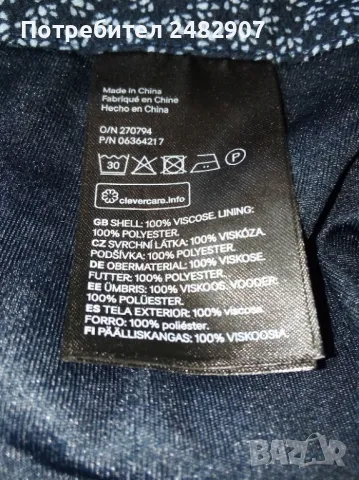 Потребител 2482907
Made in China
Fabriqué en Chine
Hecho en China
O/N 270794
P/N 06364217
30
P
clevercare.info
GB SHELL: 100% VISCOSE. LINING:
100% POLYESTER.
CZ SVRCHNÍ LÁTKA: 100% VISKÓZA.
PODŠÍVKA: 100% POLYESTER.
DE OBERMATERIAL: 100% VISKOSE.
FUTTER: 100% POLYESTER.
EE ÜMBRIS: 100% VISKOOS. VOODER:
100% POLÜESTER.
ES TELA EXTERIOR: 100% viscosa.
FORRO: 100% poliéster.
FI PÄÄLLISKANGAS: 100% VISKOOSIA.
BAZAR